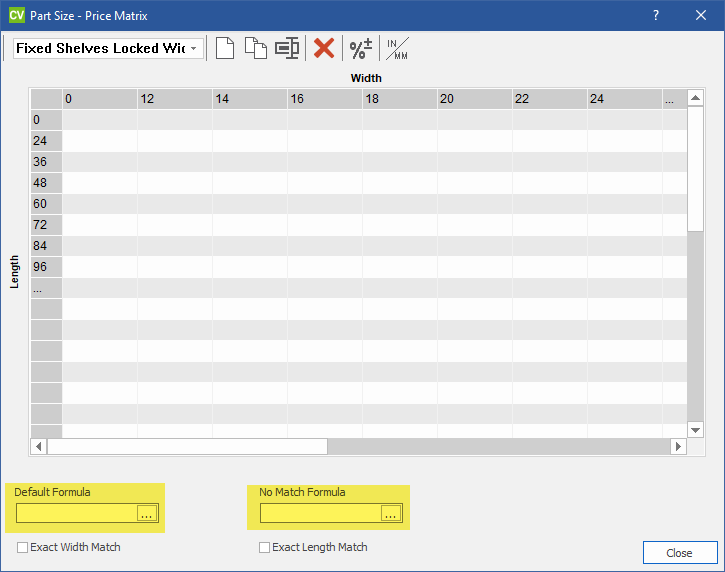 CV Part Size - Price Matrix ?
Fixed Shelves Locked Wic % ± IN/MM
Width
0 12 14 16 18 20 22 24 ...
0
24
36
48
60
72
84
96
...
Length
Default Formula No Match Formula
... ...
Exact Width Match Exact Length Match
Close